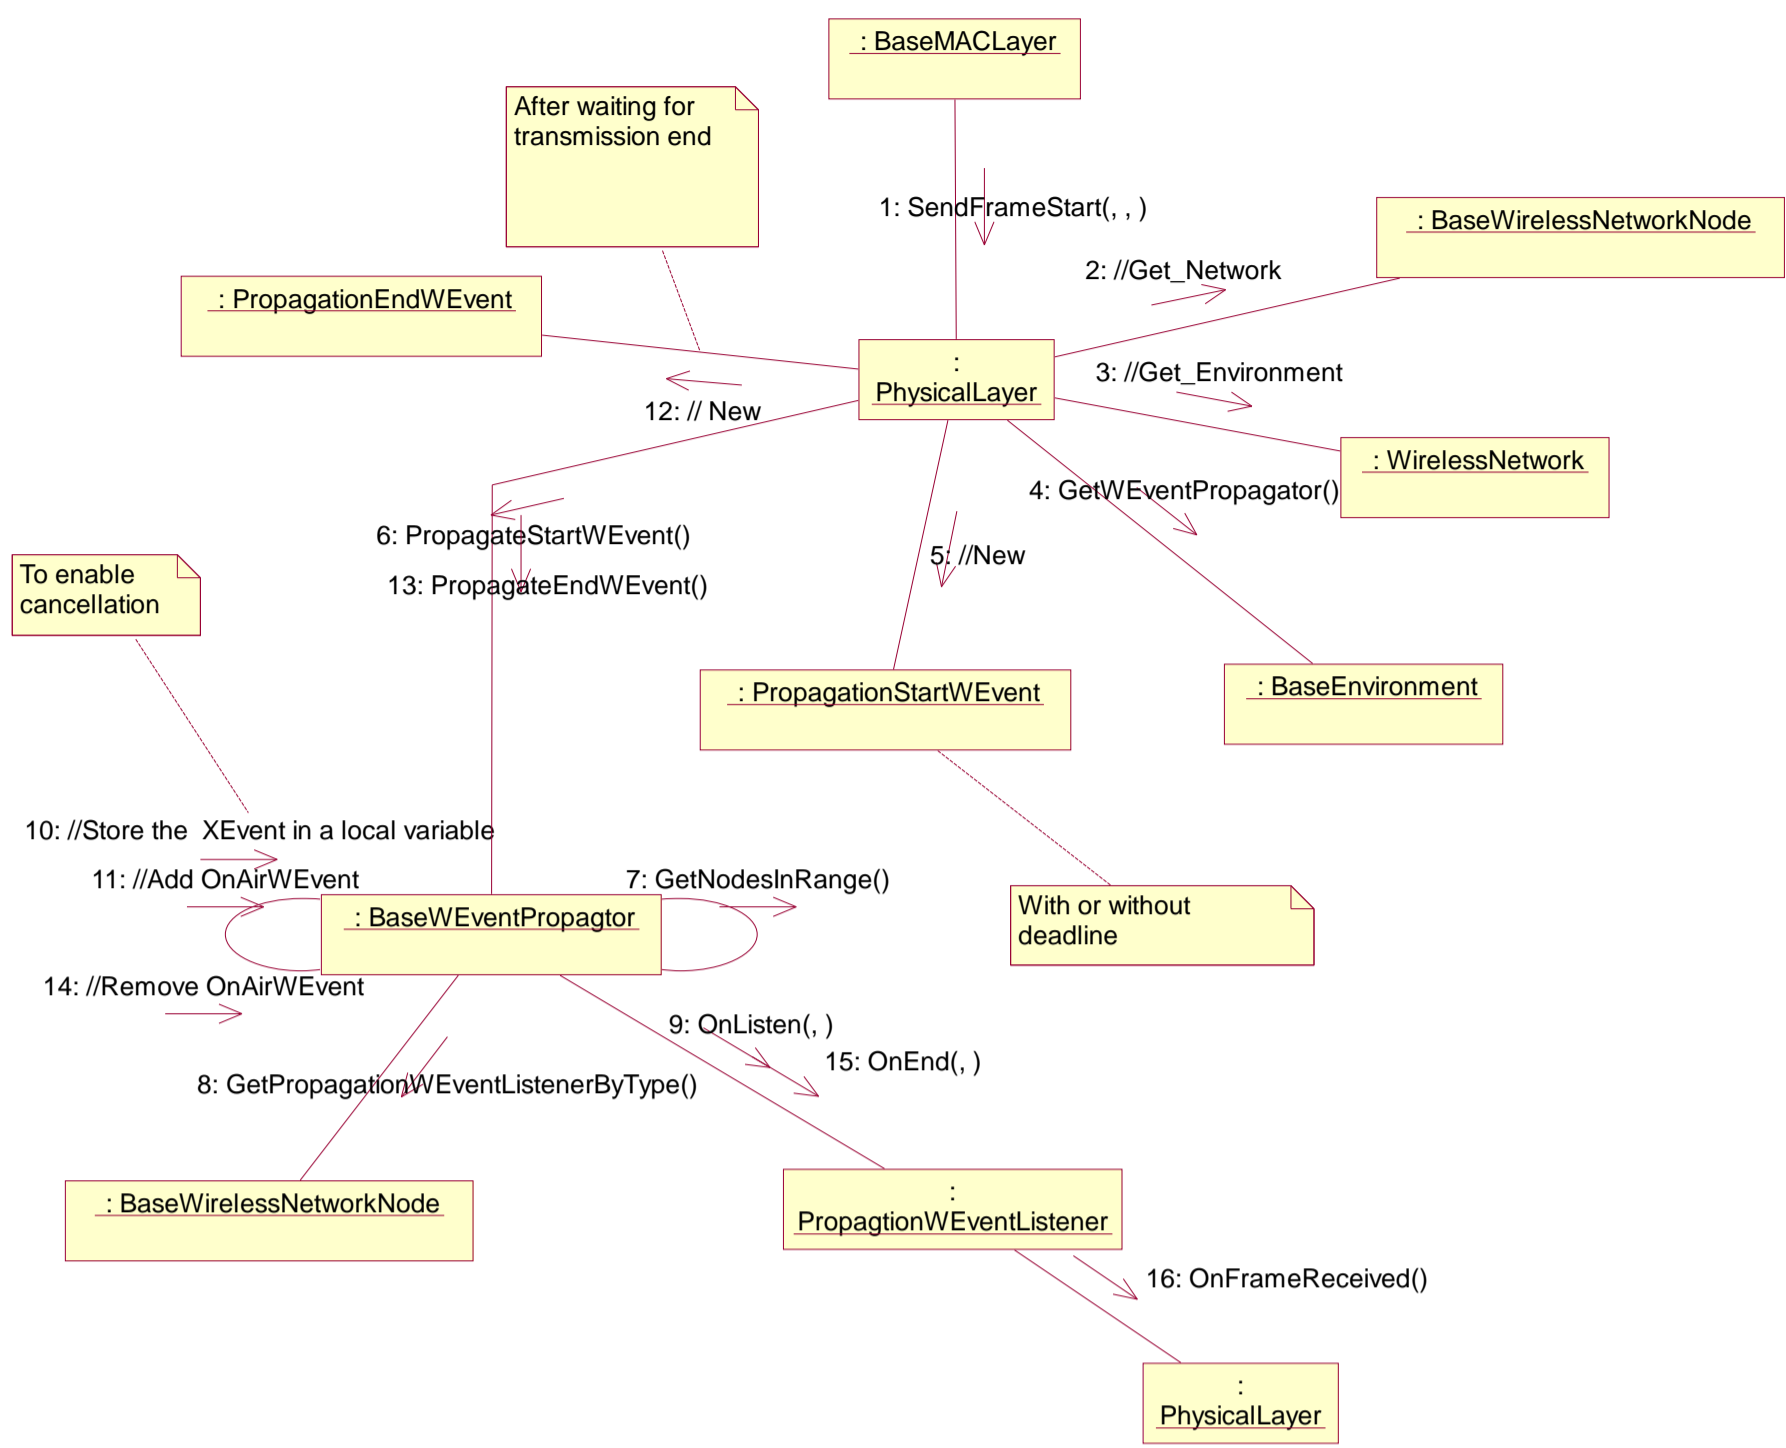 : BaseMACLayer
After waiting for
transmission end
1: SendFrameStart(, , )
: BaseWirelessNetworkNode
2: //Get_Network
: PropagationEndWEvent
:
PhysicalLayer
3: //Get_Environment
12: // New
: WirelessNetwork
4: GetWEventPropagator()
6: PropagateStartWEvent()
5: //New
13: PropagateEndWEvent()
To enable
cancellation
: PropagationStartWEvent
: BaseEnvironment
10: //Store the  XEvent in a local variable
11: //Add OnAirWEvent
7: GetNodesInRange()
: BaseWEventPropagtor
With or without
deadline
14: //Remove OnAirWEvent
9: OnListen(, )
15: OnEnd(, )
8: GetPropagationWEventListenerByType()
: BaseWirelessNetworkNode
:
PropagtionWEventListener
16: OnFrameReceived()
:
PhysicalLayer